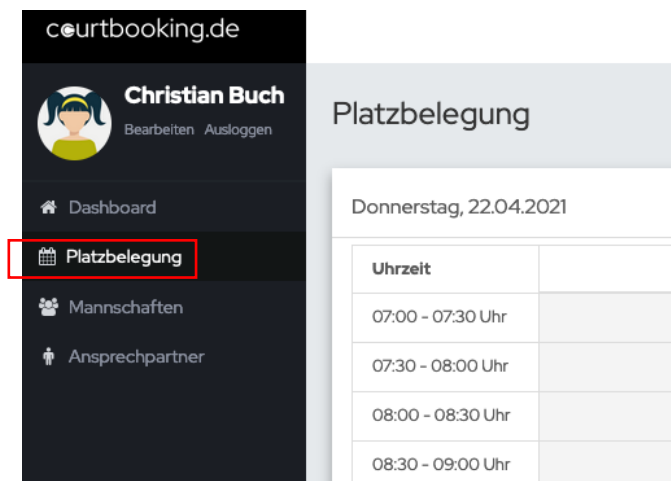 courtbooking.de
Christian Buch
Bearbeiten Ausloggen
Dashboard
Platzbelegung
Mannschaften
Ansprechpartner
Platzbelegung
Donnerstag, 22.04.2021
Uhrzeit
07:00 - 07:30 Uhr
07:30 - 08:00 Uhr
08:00 - 08:30 Uhr
08:30 - 09:00 Uhr